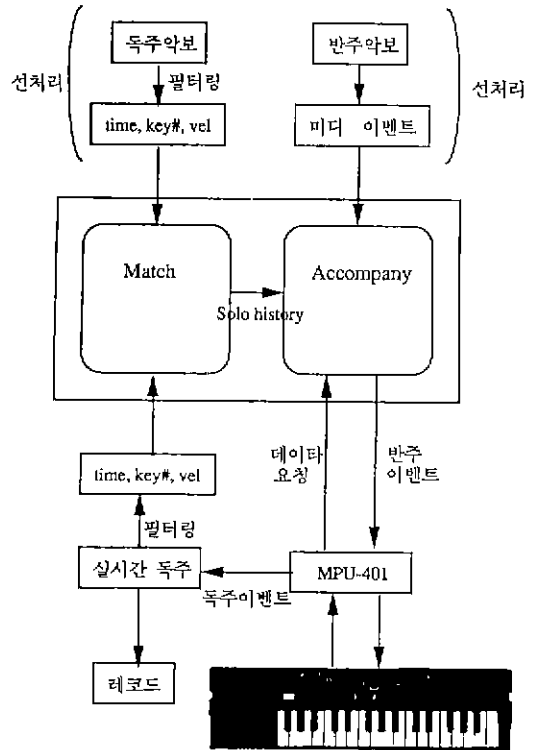 독주악보
반주악보
선처리
필터링
선처리
time, key#, vel
미디 이벤트
Match
Accompany
Solo history
데이타
요청
반주
이벤트
time, key#, vel
필터링
실시간 독주
MPU-401
독주이벤트
레코드